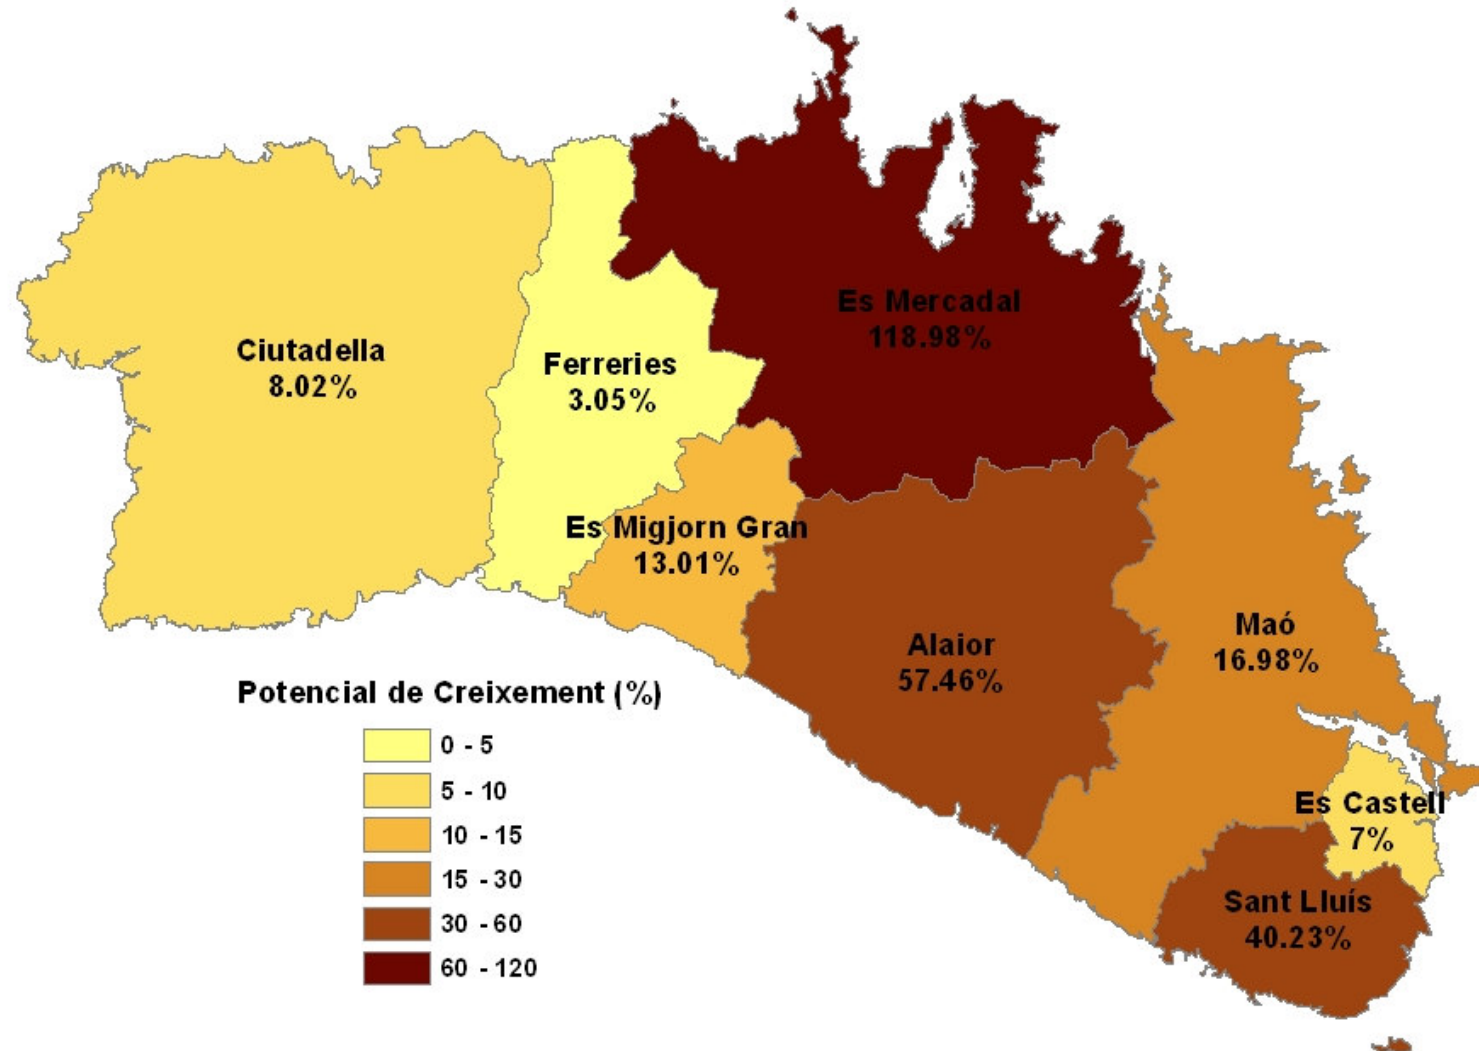 Es Mercadal
118.98%
Ciutadella
8.02%
Ferreries
3.05%
Es Migjorn Gran
13.01%
Alaior
57.46%
Maó
16.98%
Es Castell
7%
Sant Lluís
40.23%
Potencial de Creixement (%)
0 - 5
5 - 10
10 - 15
15 - 30
30 - 60
60 - 120